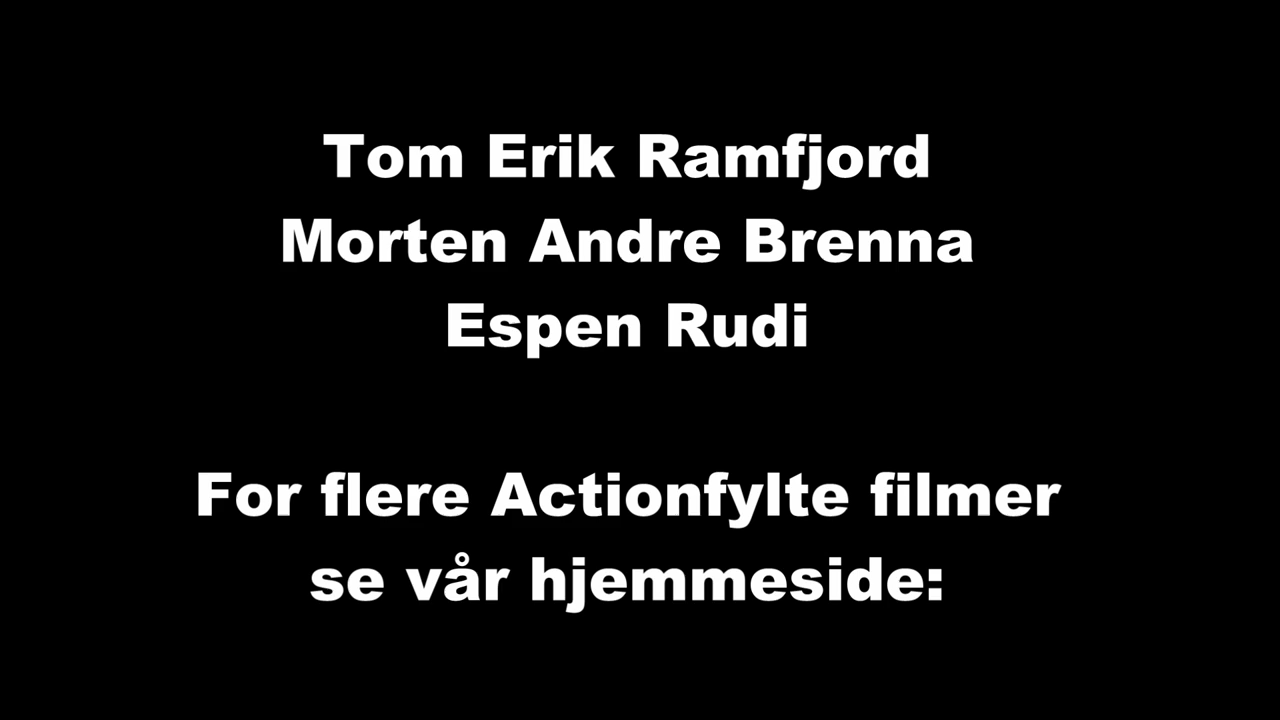 Tom Erik Ramfjord
Morten Andre Brenna
Espen Rudi
For flere Actionfylte filmer
se vår hjemmeside: